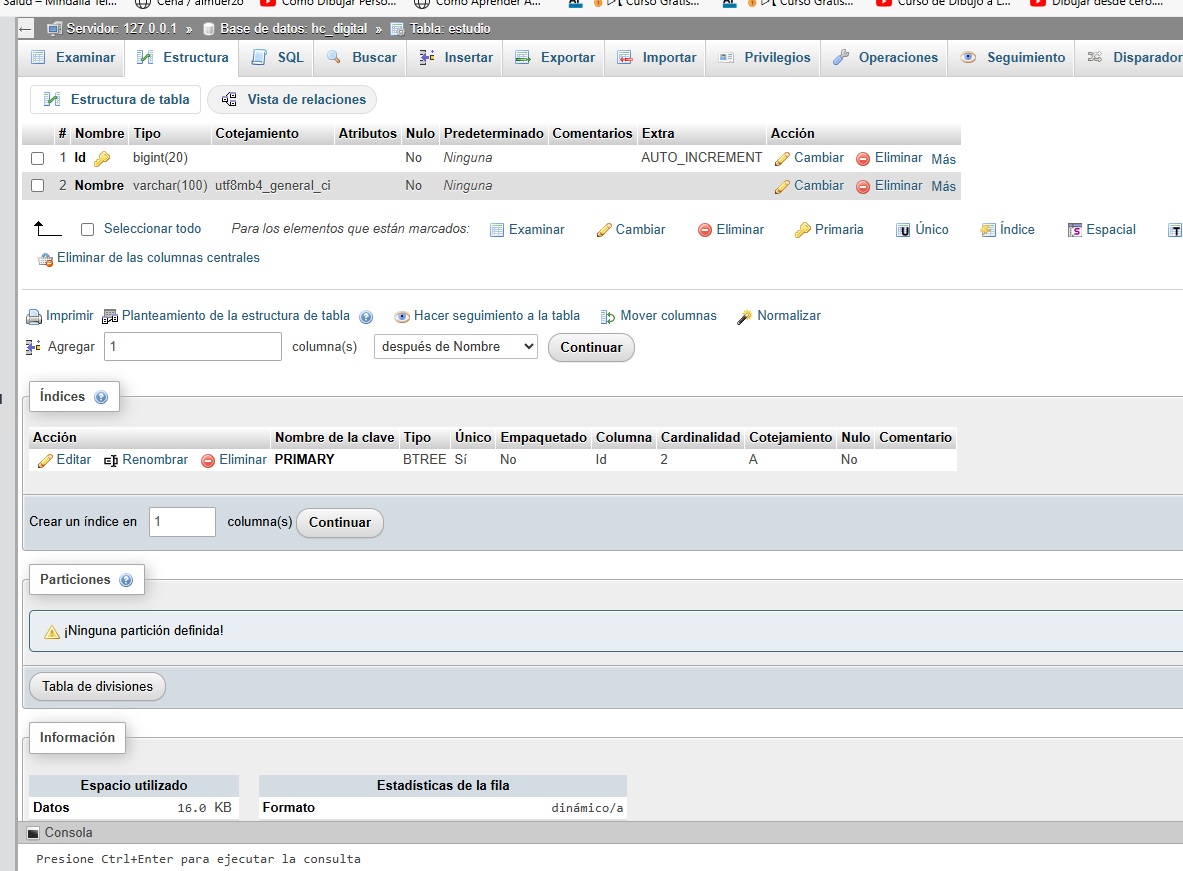 Salud – Mindalia Tel... Cena / almuerzo Como Dibujar Perso... Como Aprender A... Curso Gratis... Curso Gratis... Curso de Dibujo a L... Dibujar desde cero....
Servidor: 127.0.0.1 » Base de datos: hc_digital » Tabla: estudio
Examinar Estructura SQL Buscar Insertar Exportar Importar Privilegios Operaciones Seguimiento Disparador
Estructura de tabla Vista de relaciones
# Nombre Tipo Cotejamiento Atributos Nulo Predeterminado Comentarios Extra Acción
1 Id bigint(20) No Ninguna AUTO_INCREMENT Cambiar Eliminar Más
2 Nombre varchar(100) utf8mb4_general_ci No Ninguna Cambiar Eliminar Más
Seleccionar todo Para los elementos que están marcados: Examinar Cambiar Eliminar Primaria Único Índice Espacial
Eliminar de las columnas centrales
Imprimir Planteamiento de la estructura de tabla Hacer seguimiento a la tabla Mover columnas Normalizar
Agregar 1 columna(s) después de Nombre Continuar
Índices
Acción Nombre de la clave Tipo Único Empaquetado Columna Cardinalidad Cotejamiento Nulo Comentario
Editar Renombrar Eliminar PRIMARY BTREE Sí No Id 2 A No
Crear un índice en 1 columna(s) Continuar
Particiones
¡Ninguna partición definida!
Tabla de divisiones
Información
Espacio utilizado Estadísticas de la fila
Datos 16.0 KB Formato dinámico/a
Consola
Presione Ctrl+Enter para ejecutar la consulta